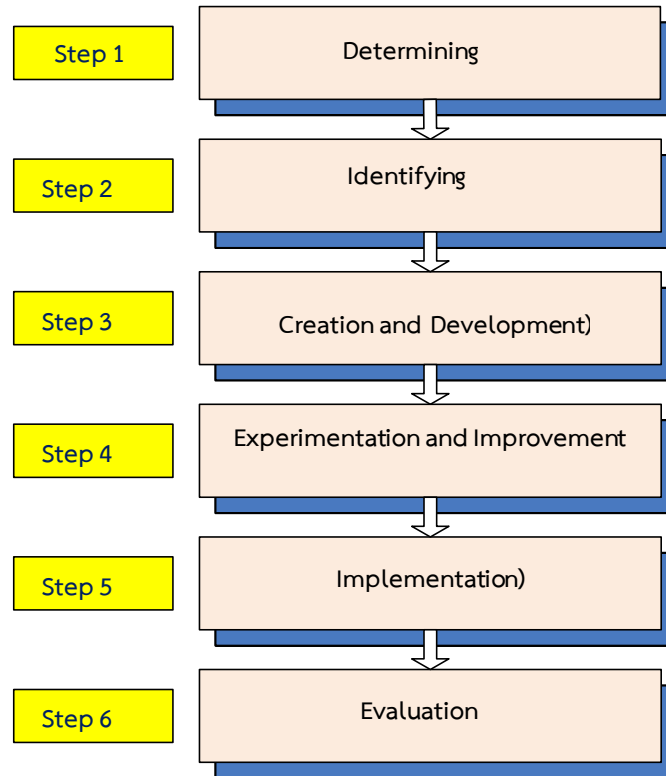 Step 1
Determining
Step 2
Identifying
Step 3
Creation and Development)
Step 4
Experimentation and Improvement
Step 5
Implementation)
Step 6
Evaluation